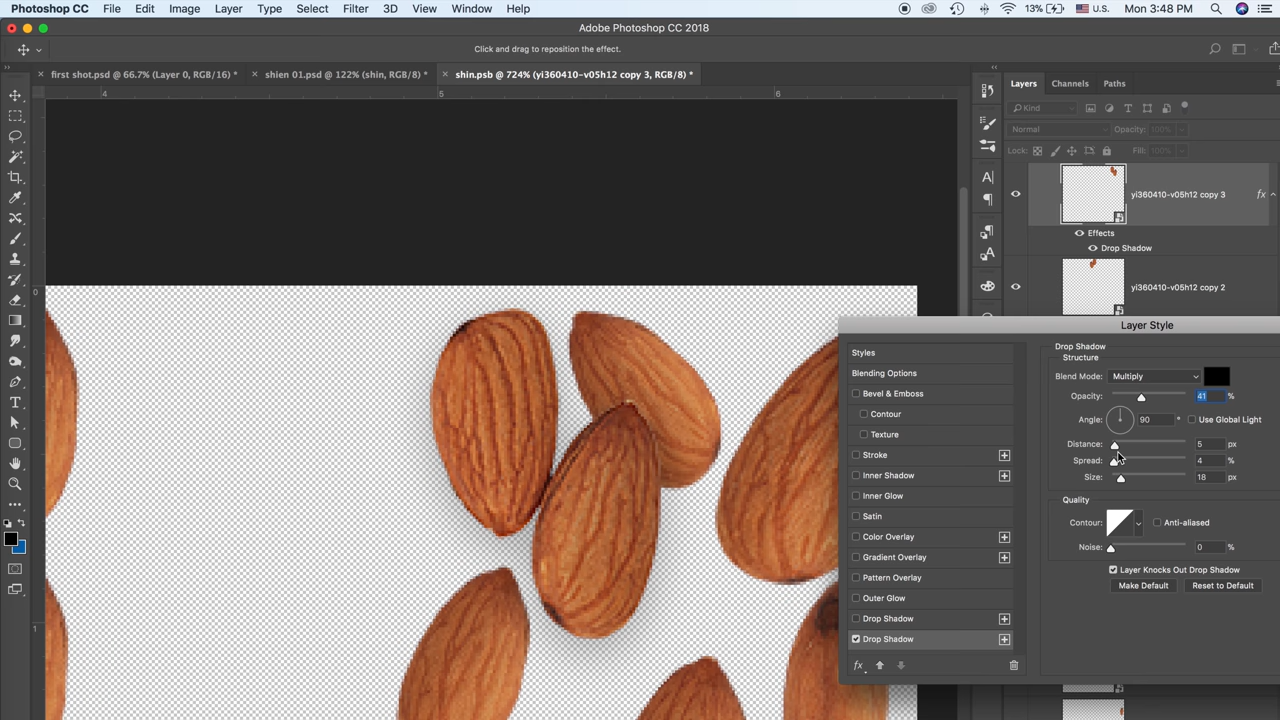 Photoshop CC File Edit Image Layer Type Select Filter 3D View Window Help 13% U.S. Mon 3:48 PM
Adobe Photoshop CC 2018
Click and drag to reposition the effect.
first shot.psd @ 66.7% (Layer 0, RGB/16) * shien 01.psd @ 122% (shin, RGB/8) * shin.psb @ 724% (yi360410-v05h12 copy 3, RGB/8) *
Layers Channels Paths
4 5 6
Kind
Normal Opacity: 100%
Lock: Fill: 100%
yi360410-v05h12 copy 3 fx
Effects
Drop Shadow
yi360410-v05h12 copy 2
0
1
Layer Style
Styles
Blending Options
Bevel & Emboss
Contour
Texture
Stroke
Inner Shadow
Inner Glow
Satin
Color Overlay
Gradient Overlay
Pattern Overlay
Outer Glow
Drop Shadow
Drop Shadow
fx
Drop Shadow
Structure
Blend Mode: Multiply
Opacity: 41 %
Angle: 90 ° Use Global Light
Distance: 5 px
Spread: 4 %
Size: 18 px
Quality
Contour: Anti-aliased
Noise: 0 %
Layer Knocks Out Drop Shadow
Make Default Reset to Default